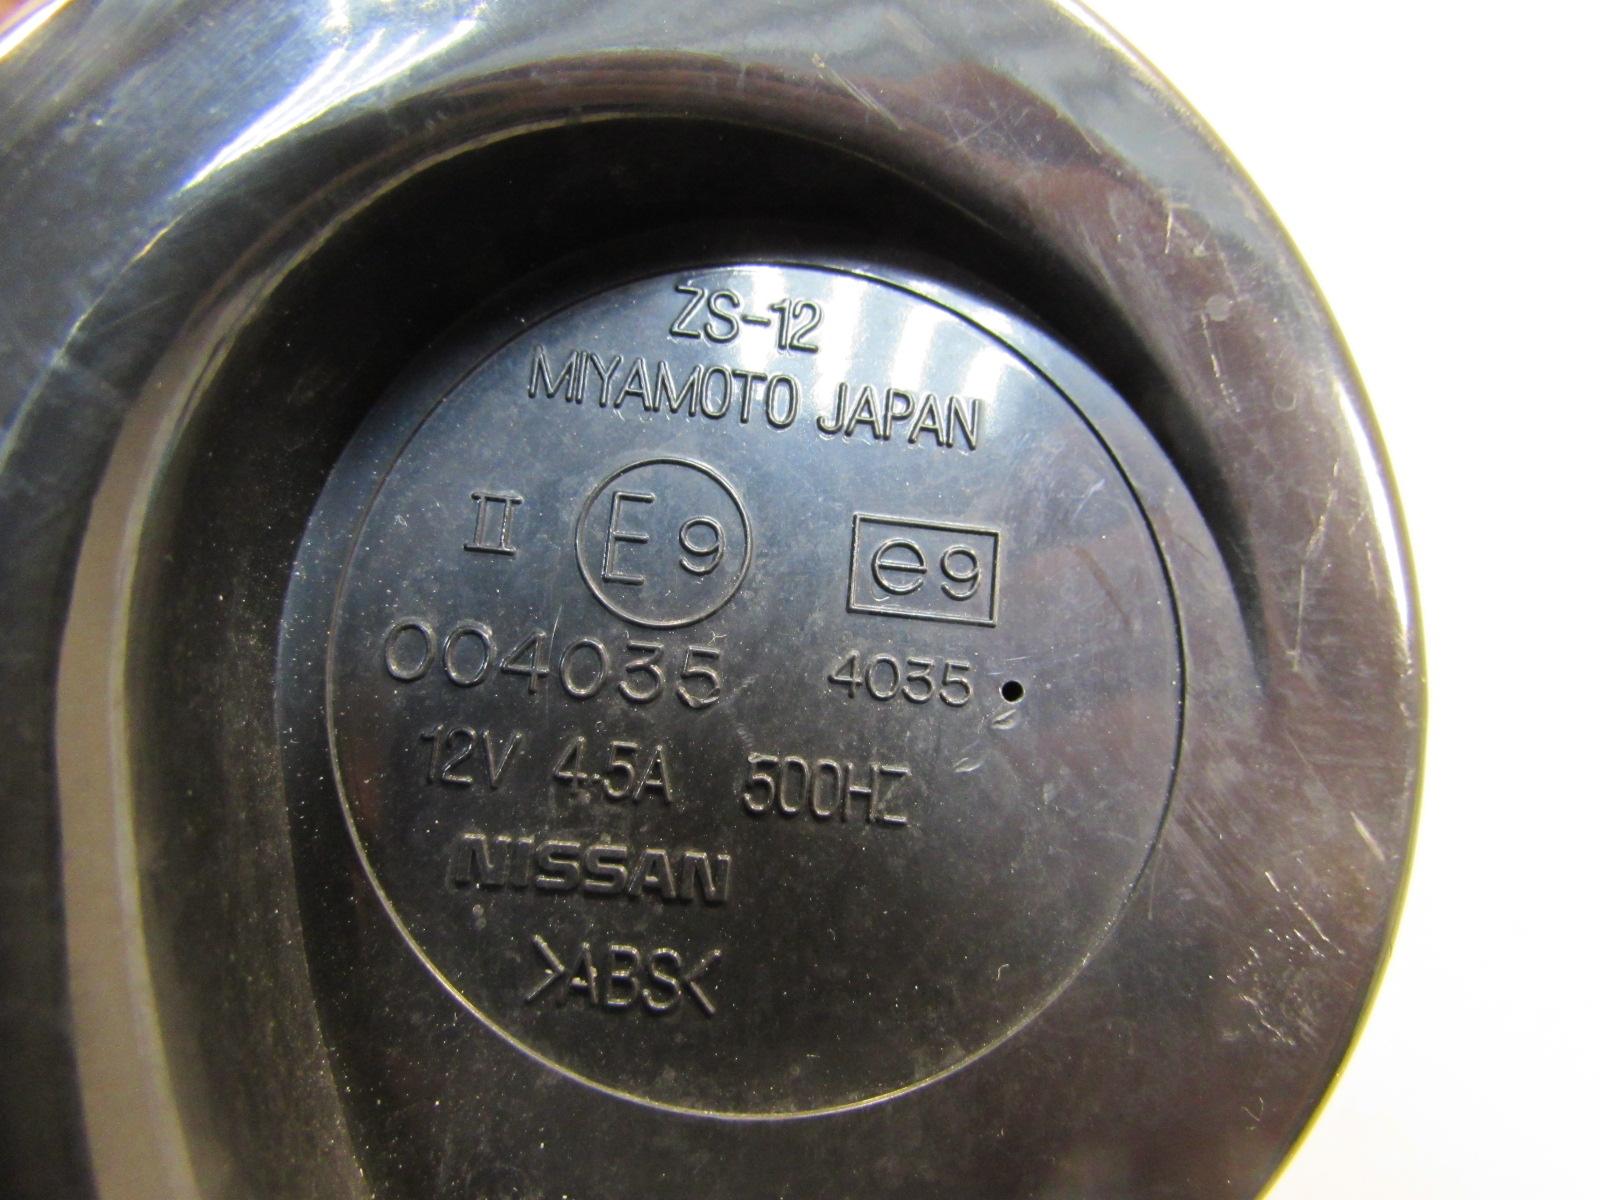 ZS-12
MIYAMOTO JAPAN
II E9 e9
004035 4035
12V 4.5A 500HZ
NISSAN
>ABS<